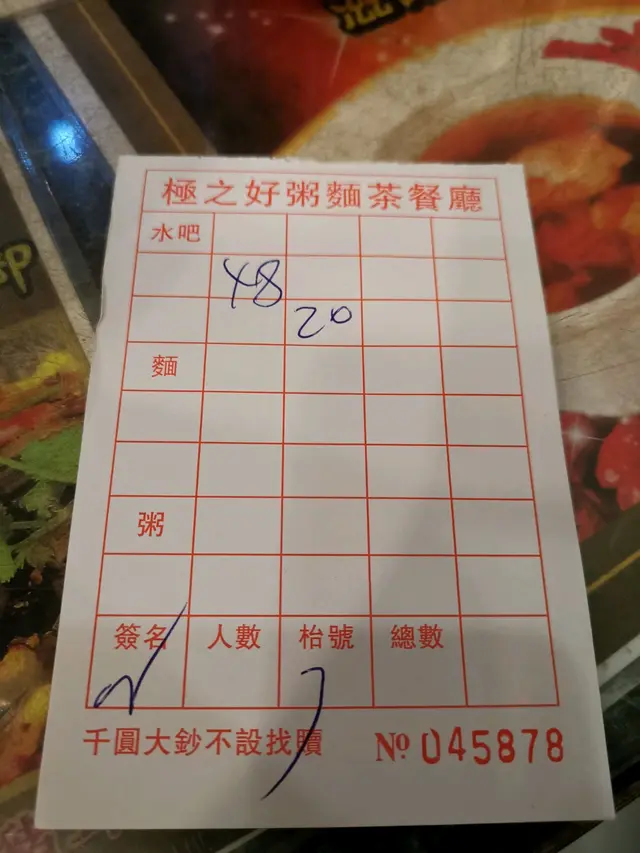 極之好粥麵茶餐廳
水吧
48
20
麵
粥
簽名 人數 枱號 總數
千圓大鈔不設找贖
№ 045878